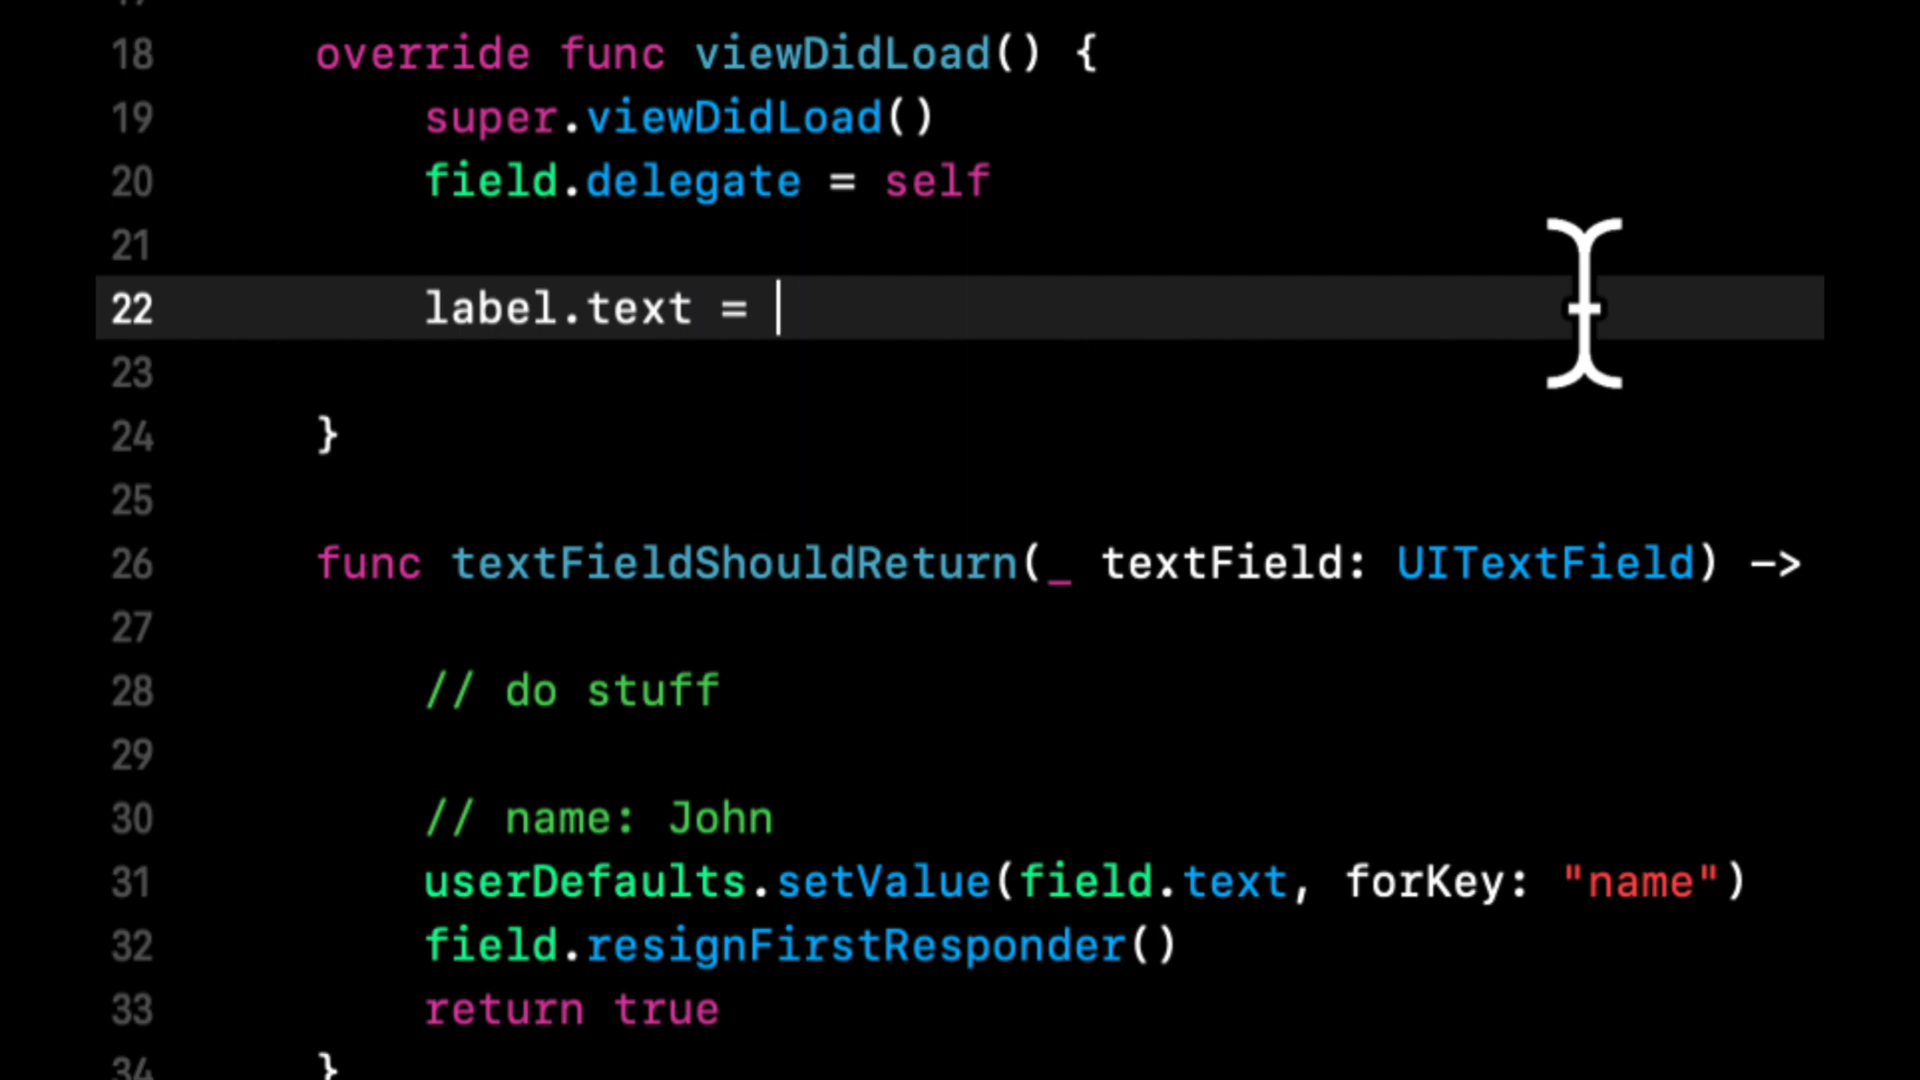 18 override func viewDidLoad() {
19 super.viewDidLoad()
20 field.delegate = self
21
22 label.text =
23
24 }
25
26 func textFieldShouldReturn(_ textField: UITextField) ->
27
28 // do stuff
29
30 // name: John
31 userDefaults.setValue(field.text, forKey: "name")
32 field.resignFirstResponder()
33 return true
34 }